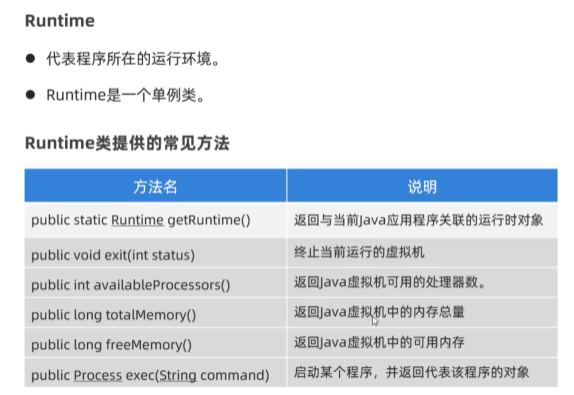 Runtime
● 代表程序所在的运行环境。
● Runtime是一个单例类。
Runtime类提供的常见方法
方法名 说明
public static Runtime getRuntime() 返回与当前Java应用程序关联的运行时对象
public void exit(int status) 终止当前运行的虚拟机
public int availableProcessors() 返回Java虚拟机可用的处理器数。
public long totalMemory() 返回Java虚拟机中的内存总量
public long freeMemory() 返回Java虚拟机中的可用内存
public Process exec(String command) 启动某个程序，并返回代表该程序的对象